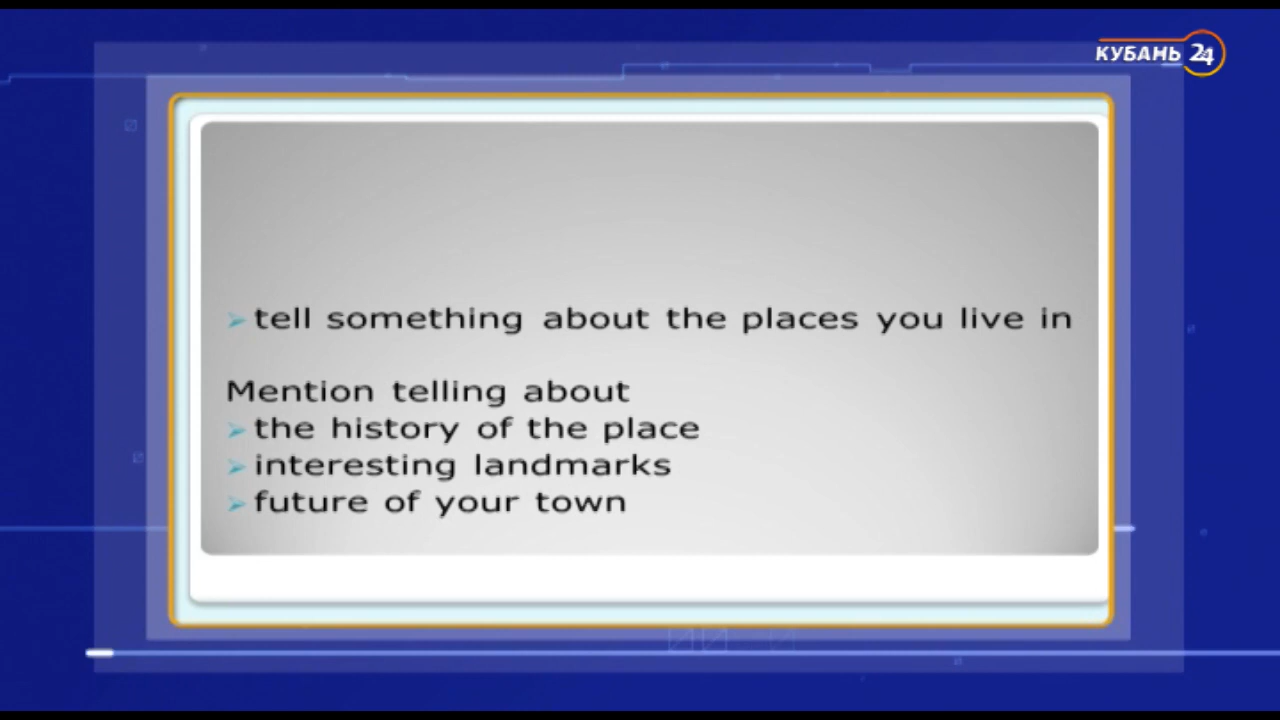 КУБАНЬ 24
tell something about the places you live in
Mention telling about
the history of the place
interesting landmarks
future of your town